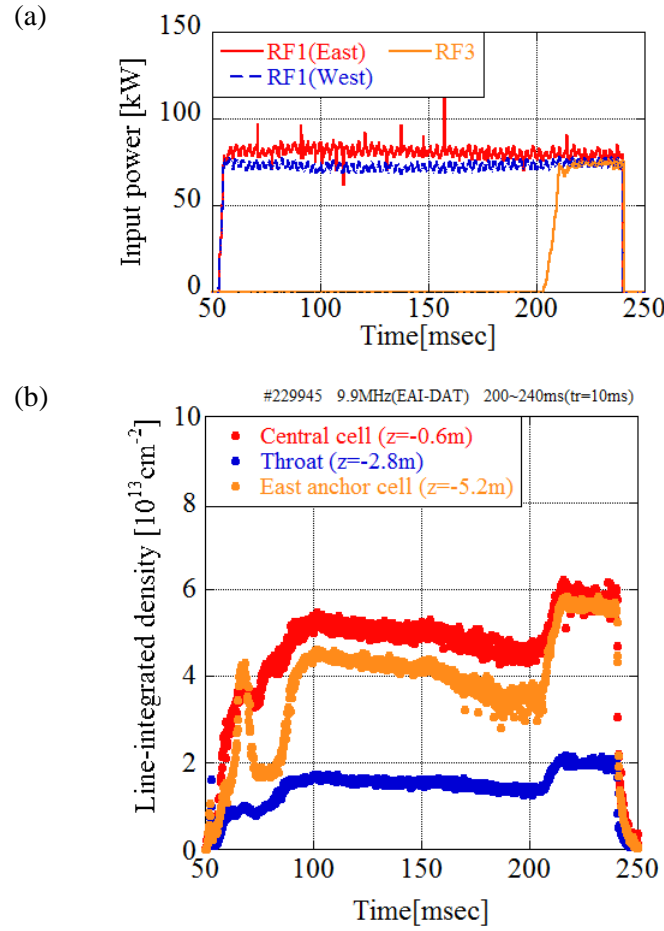 (a)
150
RF1(East)
RF3
RF1(West)
100
50
0
Input power [kW]
50 100 150 200 250
Time[msec]
(b)
#229945 9.9MHz(EAI-DAT) 200~240ms(tr=10ms)
10
Central cell (z=-0.6m)
Throat (z=-2.8m)
East anchor cell (z=-5.2m)
8
6
4
2
0
Line-integrated density [10¹³cm⁻²]
50 100 150 200 250
Time[msec]